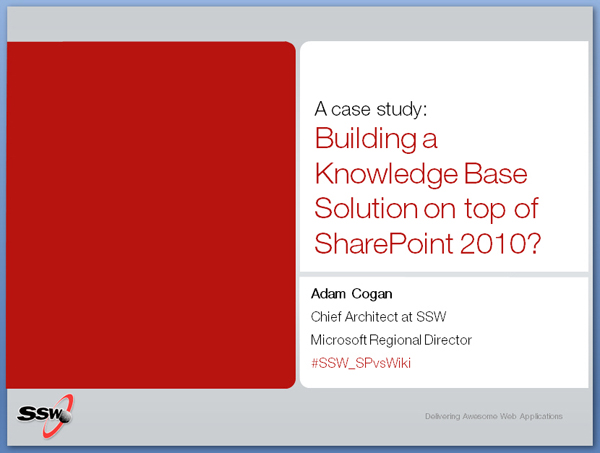 A case study:
Building a
Knowledge Base
Solution on top of
SharePoint 2010?
Adam Cogan
Chief Architect at SSW
Microsoft Regional Director
#SSW_SPvsWiki
SSW
Delivering Awesome Web Applications